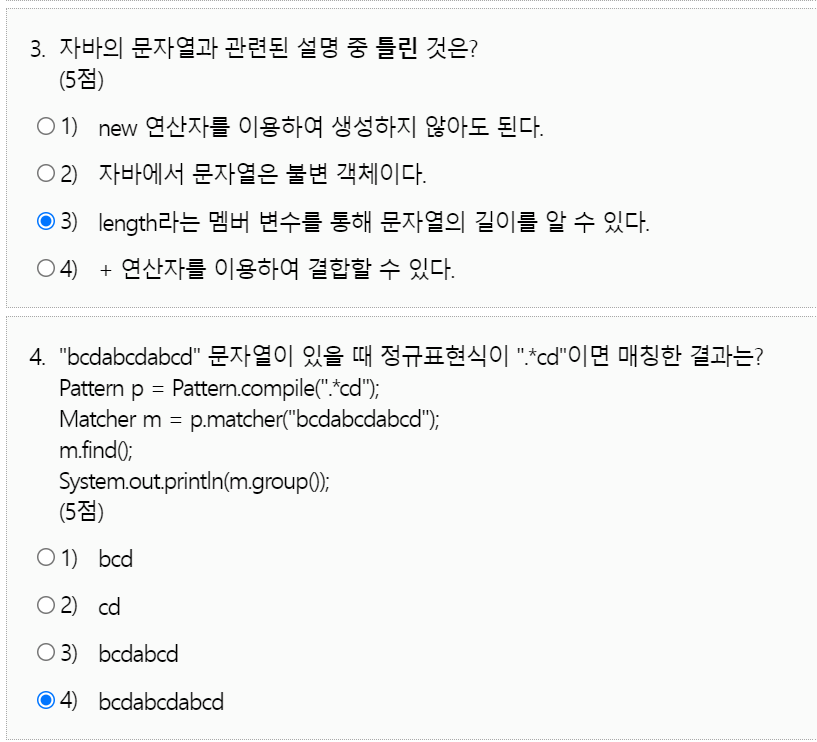 3. 자바의 문자열과 관련된 설명 중 틀린 것은?
(5점)
1) new 연산자를 이용하여 생성하지 않아도 된다.
2) 자바에서 문자열은 불변 객체이다.
3) length라는 멤버 변수를 통해 문자열의 길이를 알 수 있다.
4) + 연산자를 이용하여 결합할 수 있다.
4. "bcdabcdabcd" 문자열이 있을 때 정규표현식이 ".*cd"이면 매칭한 결과는?
Pattern p = Pattern.compile(".*cd");
Matcher m = p.matcher("bcdabcdabcd");
m.find();
System.out.println(m.group());
(5점)
1) bcd
2) cd
3) bcdabcd
4) bcdabcdabcd